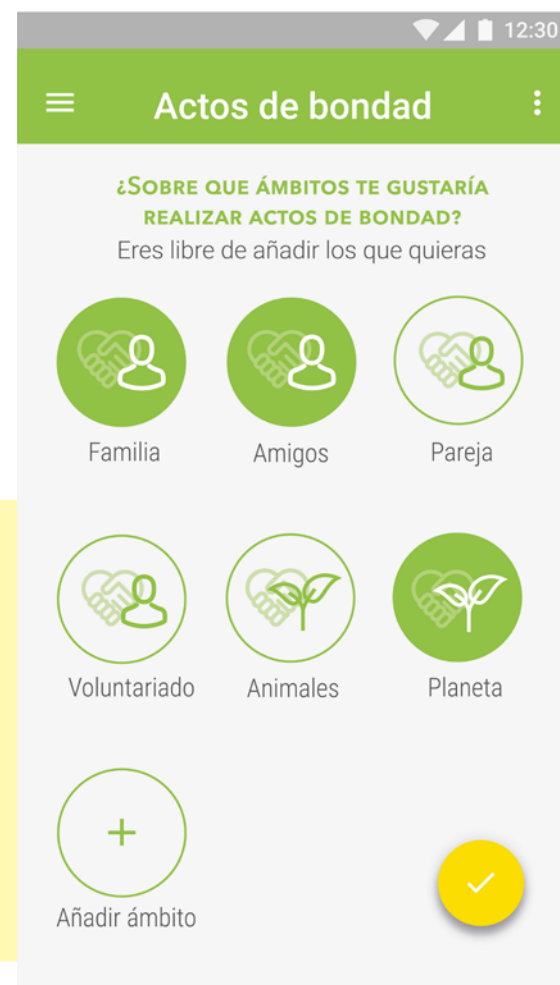 12:30
Actos de bondad
¿SOBRE QUE ÁMBITOS TE GUSTARÍA
REALIZAR ACTOS DE BONDAD?
Eres libre de añadir los que quieras
Familia Amigos Pareja
Voluntariado Animales Planeta
+
Añadir ámbito